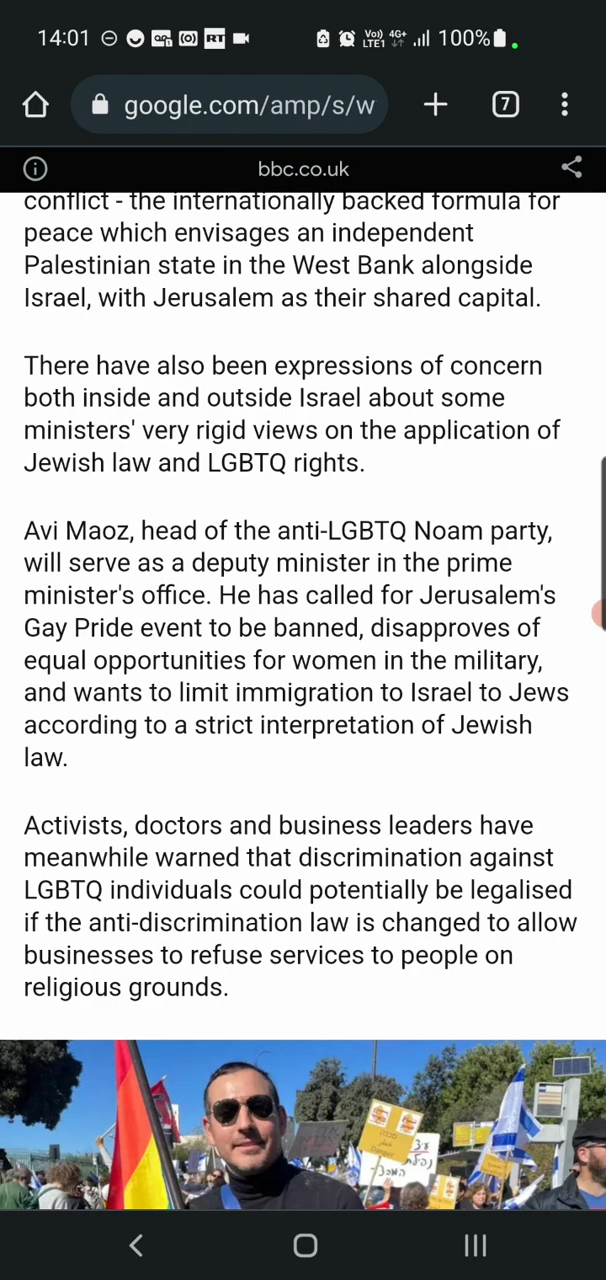 14:01
RT
Vo)) 4G+
LTE1
100%
google.com/amp/s/w
7
bbc.co.uk
conflict - the internationally backed formula for
peace which envisages an independent
Palestinian state in the West Bank alongside
Israel, with Jerusalem as their shared capital.
There have also been expressions of concern
both inside and outside Israel about some
ministers' very rigid views on the application of
Jewish law and LGBTQ rights.
Avi Maoz, head of the anti-LGBTQ Noam party,
will serve as a deputy minister in the prime
minister's office. He has called for Jerusalem's
Gay Pride event to be banned, disapproves of
equal opportunities for women in the military,
and wants to limit immigration to Israel to Jews
according to a strict interpretation of Jewish
law.
Activists, doctors and business leaders have
meanwhile warned that discrimination against
LGBTQ individuals could potentially be legalised
if the anti-discrimination law is changed to allow
businesses to refuse services to people on
religious grounds.
סכנה
Danger